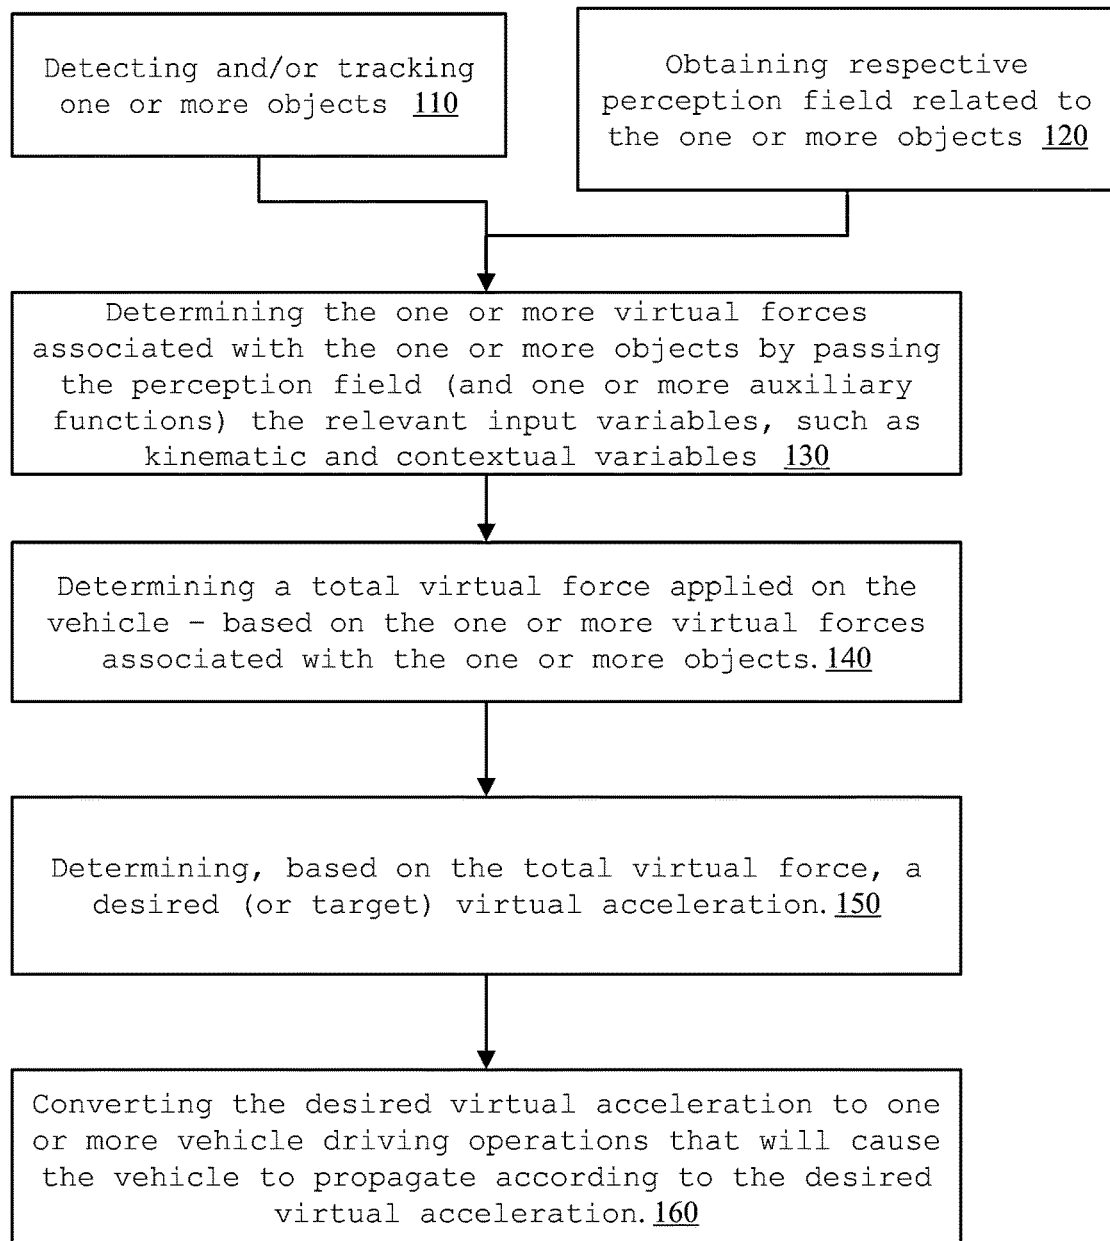 Detecting and/or tracking
one or more objects 110
Obtaining respective
perception field related to
the one or more objects 120
Determining the one or more virtual forces
associated with the one or more objects by passing
the perception field (and one or more auxiliary
functions) the relevant input variables, such as
kinematic and contextual variables 130
Determining a total virtual force applied on the
vehicle – based on the one or more virtual forces
associated with the one or more objects. 140
Determining, based on the total virtual force, a
desired (or target) virtual acceleration. 150
Converting the desired virtual acceleration to one
or more vehicle driving operations that will cause
the vehicle to propagate according to the desired
virtual acceleration. 160